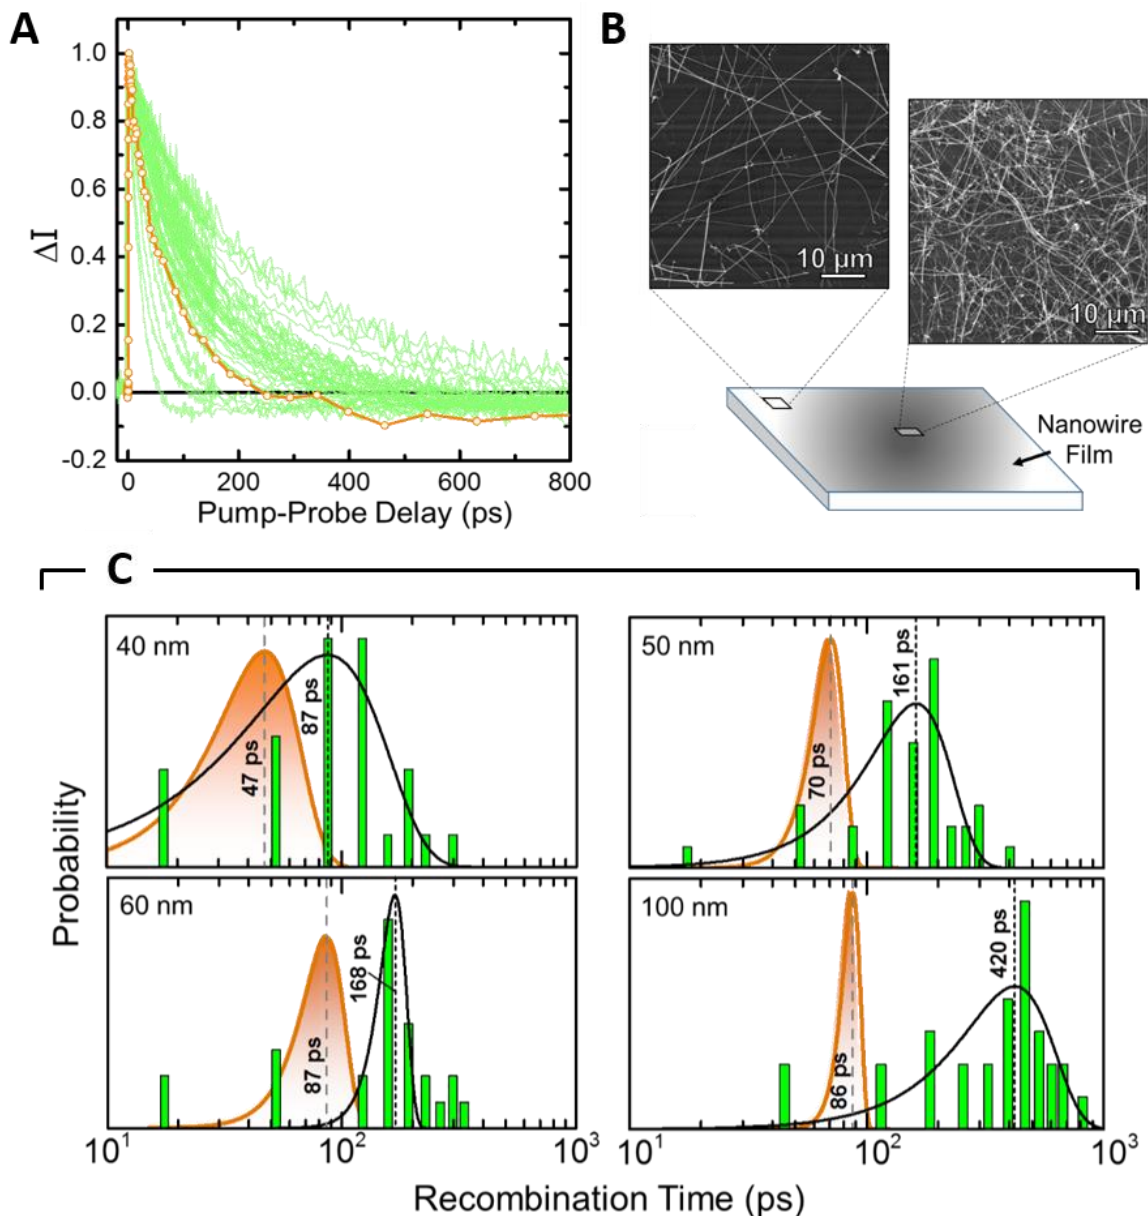 A
1.0
0.8
0.6
0.4
0.2
0.0
-0.2
ΔI
0
200
400
600
800
Pump-Probe Delay (ps)
B
10 µm
10 µm
Nanowire
Film
C
40 nm
47 ps
87 ps
50 nm
70 ps
161 ps
60 nm
87 ps
168 ps
100 nm
86 ps
420 ps
Probability
10¹
10²
10³
10¹
10²
10³
Recombination Time (ps)